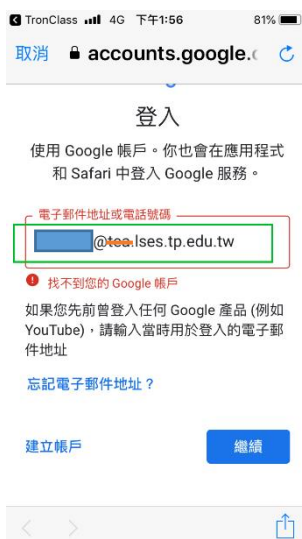 TronClass 4G 下午1:56 81%
取消 accounts.google.
登入
使用 Google 帳戶。你也會在應用程式
和 Safari 中登入 Google 服務。
電子郵件地址或電話號碼
@tea.lses.tp.edu.tw
找不到您的 Google 帳戶
如果您先前曾登入任何 Google 產品 (例如
YouTube)，請輸入當時用於登入的電子郵
件地址
忘記電子郵件地址？
建立帳戶 繼續